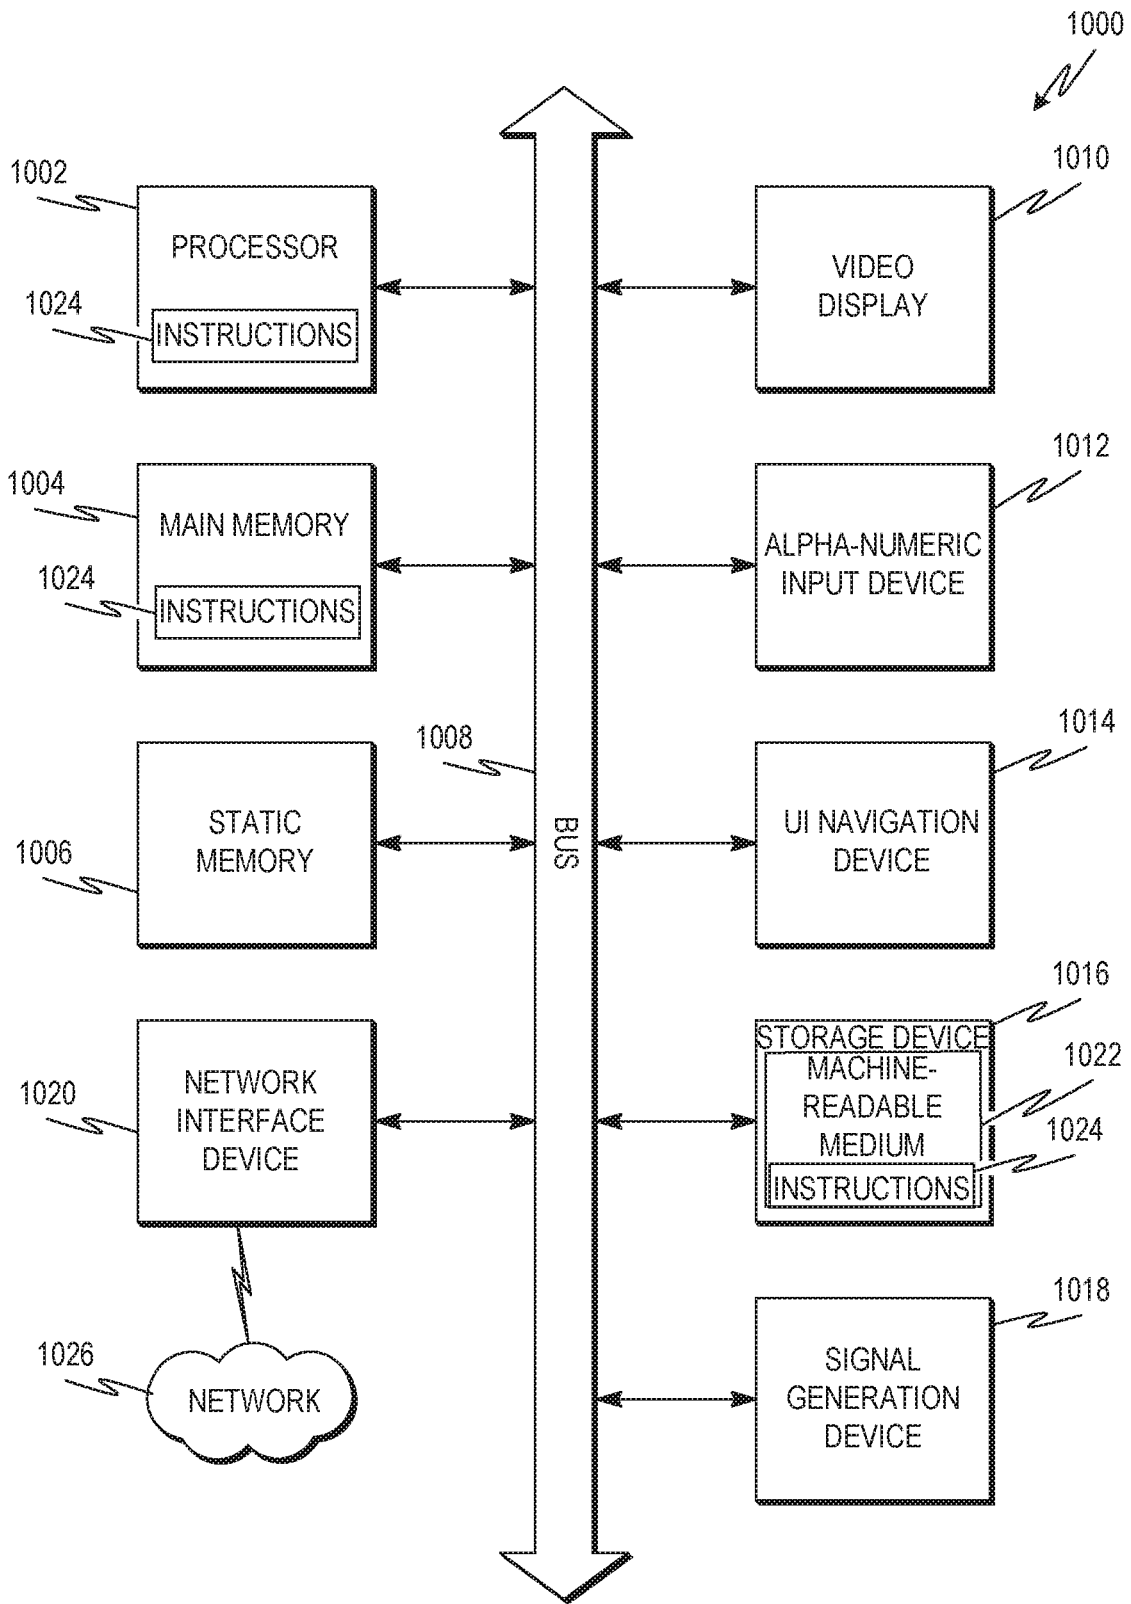 1000
1002
PROCESSOR
1024
INSTRUCTIONS
1010
VIDEO
DISPLAY
1004
MAIN MEMORY
1024
INSTRUCTIONS
1012
ALPHA-NUMERIC
INPUT DEVICE
1008
BUS
STATIC
MEMORY
1006
1014
UI NAVIGATION
DEVICE
1020
NETWORK
INTERFACE
DEVICE
1016
STORAGE DEVICE
MACHINE-
READABLE
MEDIUM
1022
1024
INSTRUCTIONS
1026
NETWORK
1018
SIGNAL
GENERATION
DEVICE